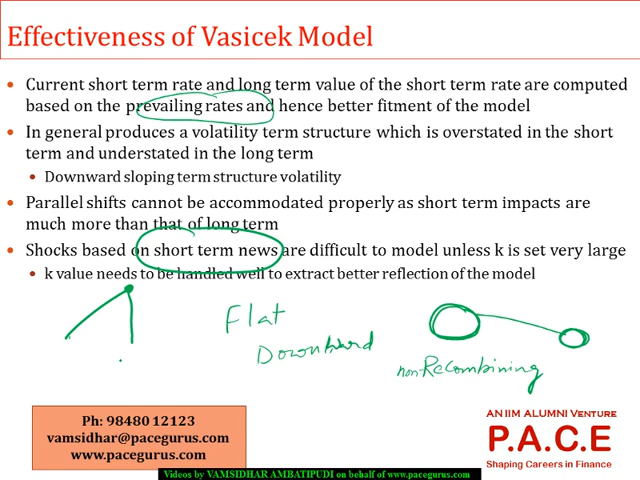 Effectiveness of Vasicek Model
• Current short term rate and long term value of the short term rate are computed
based on the prevailing rates and hence better fitment of the model
• In general produces a volatility term structure which is overstated in the short
term and understated in the long term
• Downward sloping term structure volatility
• Parallel shifts cannot be accommodated properly as short term impacts are
much more than that of long term
• Shocks based on short term news are difficult to model unless k is set very large
• k value needs to be handled well to extract better reflection of the model
Flat
Downward
non-Recombining
Ph: 98480 12123
vamsidhar@pacegurus.com
www.pacegurus.com
AN IIM ALUMNI VENTURE
P.A.C.E
Shaping Careers in Finance
Videos by VAMSIDHAR AMBATIPUDI on behalf of www.pacegurus.com